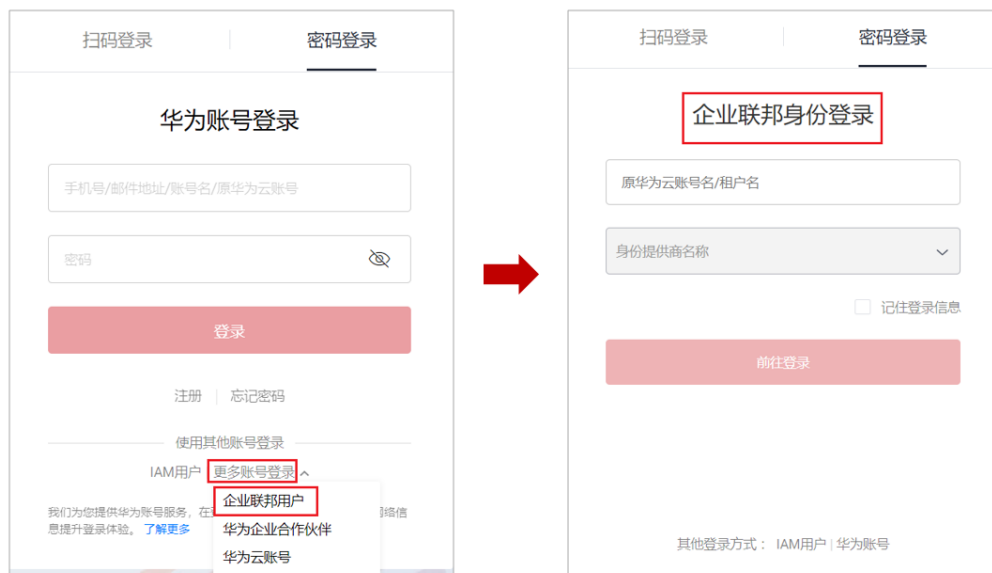 扫码登录 密码登录
华为账号登录
手机号/邮件地址/账号名/原华为云账号
密码
登录
注册 忘记密码
使用其他账号登录
IAM用户 更多账号登录
企业联邦用户
华为企业合作伙伴
华为云账号
我们为您提供华为账号服务，在 网络信
息提升登录体验。 了解更多
扫码登录 密码登录
企业联邦身份登录
原华为云账号名/租户名
身份提供商名称
记住登录信息
前往登录
其他登录方式： IAM用户 | 华为账号